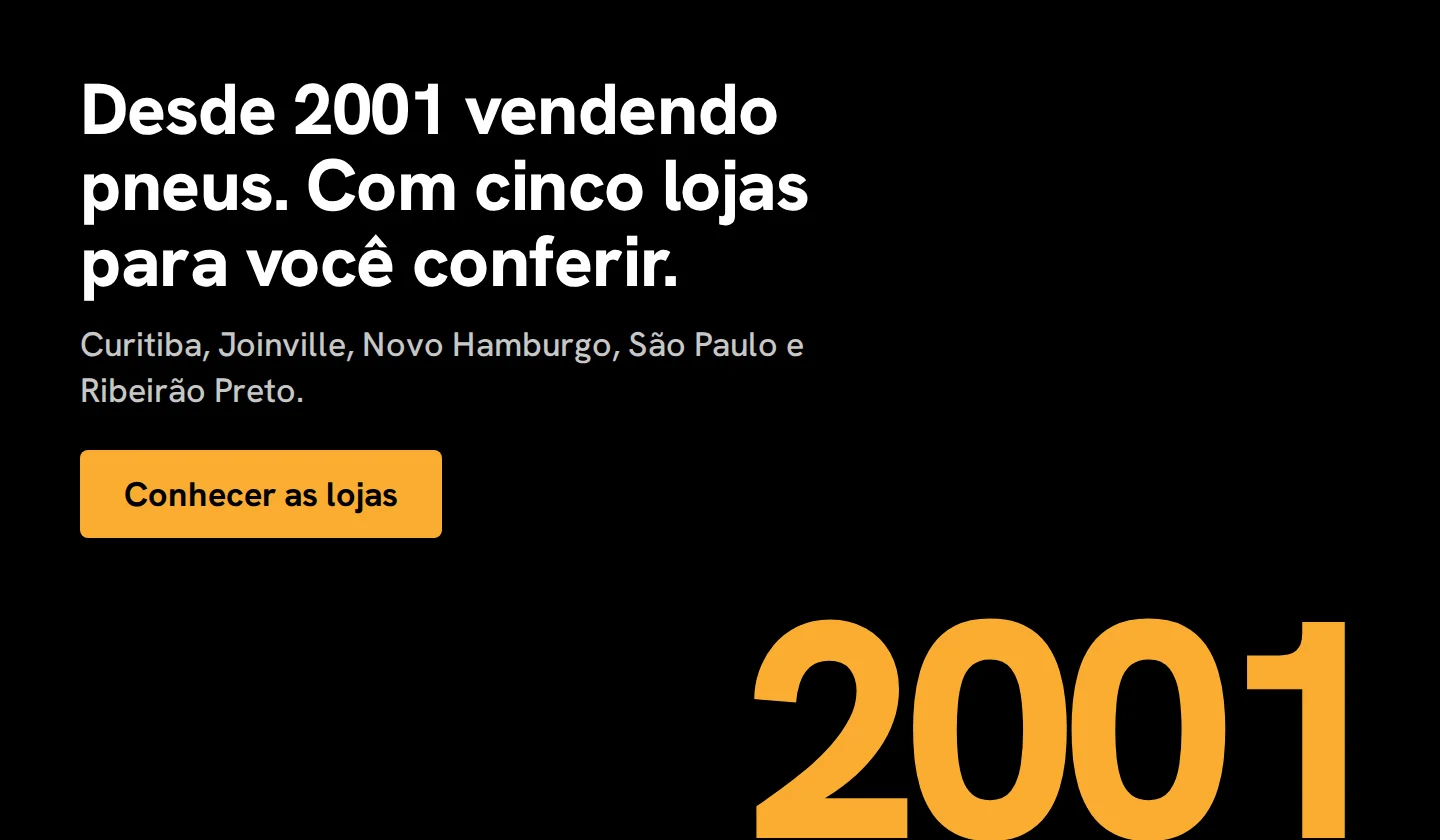 Desde 2001 vendendo
pneus. Com cinco lojas
para você conferir.
Curitiba, Joinville, Novo Hamburgo, São Paulo e
Ribeirão Preto.
Conhecer as lojas
2001